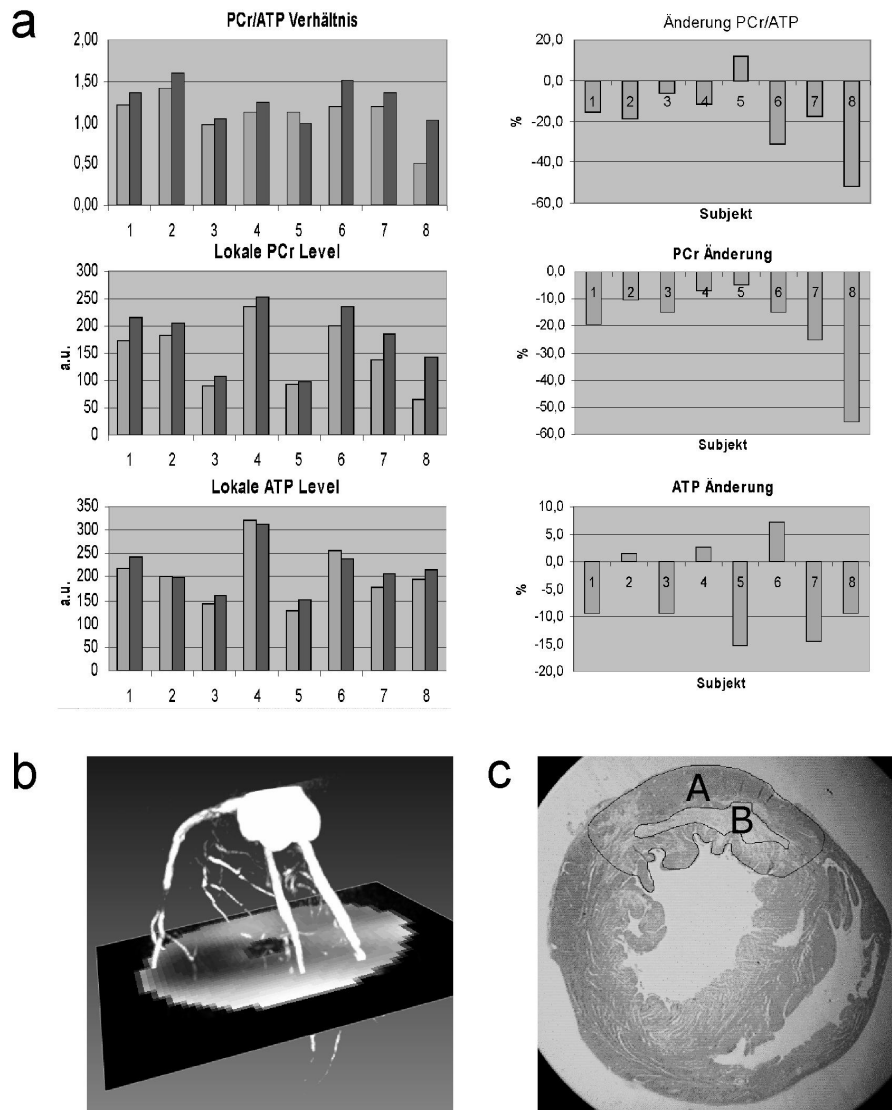 a
PCr/ATP Verhältnis
2,00
1,50
1,00
0,50
0,00
1 2 3 4 5 6 7 8
Änderung PCr/ATP
20,0
0,0
-20,0
-40,0
-60,0
%
1 2 3 4 5 6 7 8
Subjekt
Lokale PCr Level
300
250
200
150
100
50
0
a.u.
1 2 3 4 5 6 7 8
PCr Änderung
0,0
-10,0
-20,0
-30,0
-40,0
-50,0
-60,0
%
1 2 3 4 5 6 7 8
Subjekt
Lokale ATP Level
350
300
250
200
150
100
50
0
a.u.
1 2 3 4 5 6 7 8
ATP Änderung
10,0
5,0
0,0
-5,0
-10,0
-15,0
-20,0
%
1 2 3 4 5 6 7 8
Subjekt
b
c
A
B